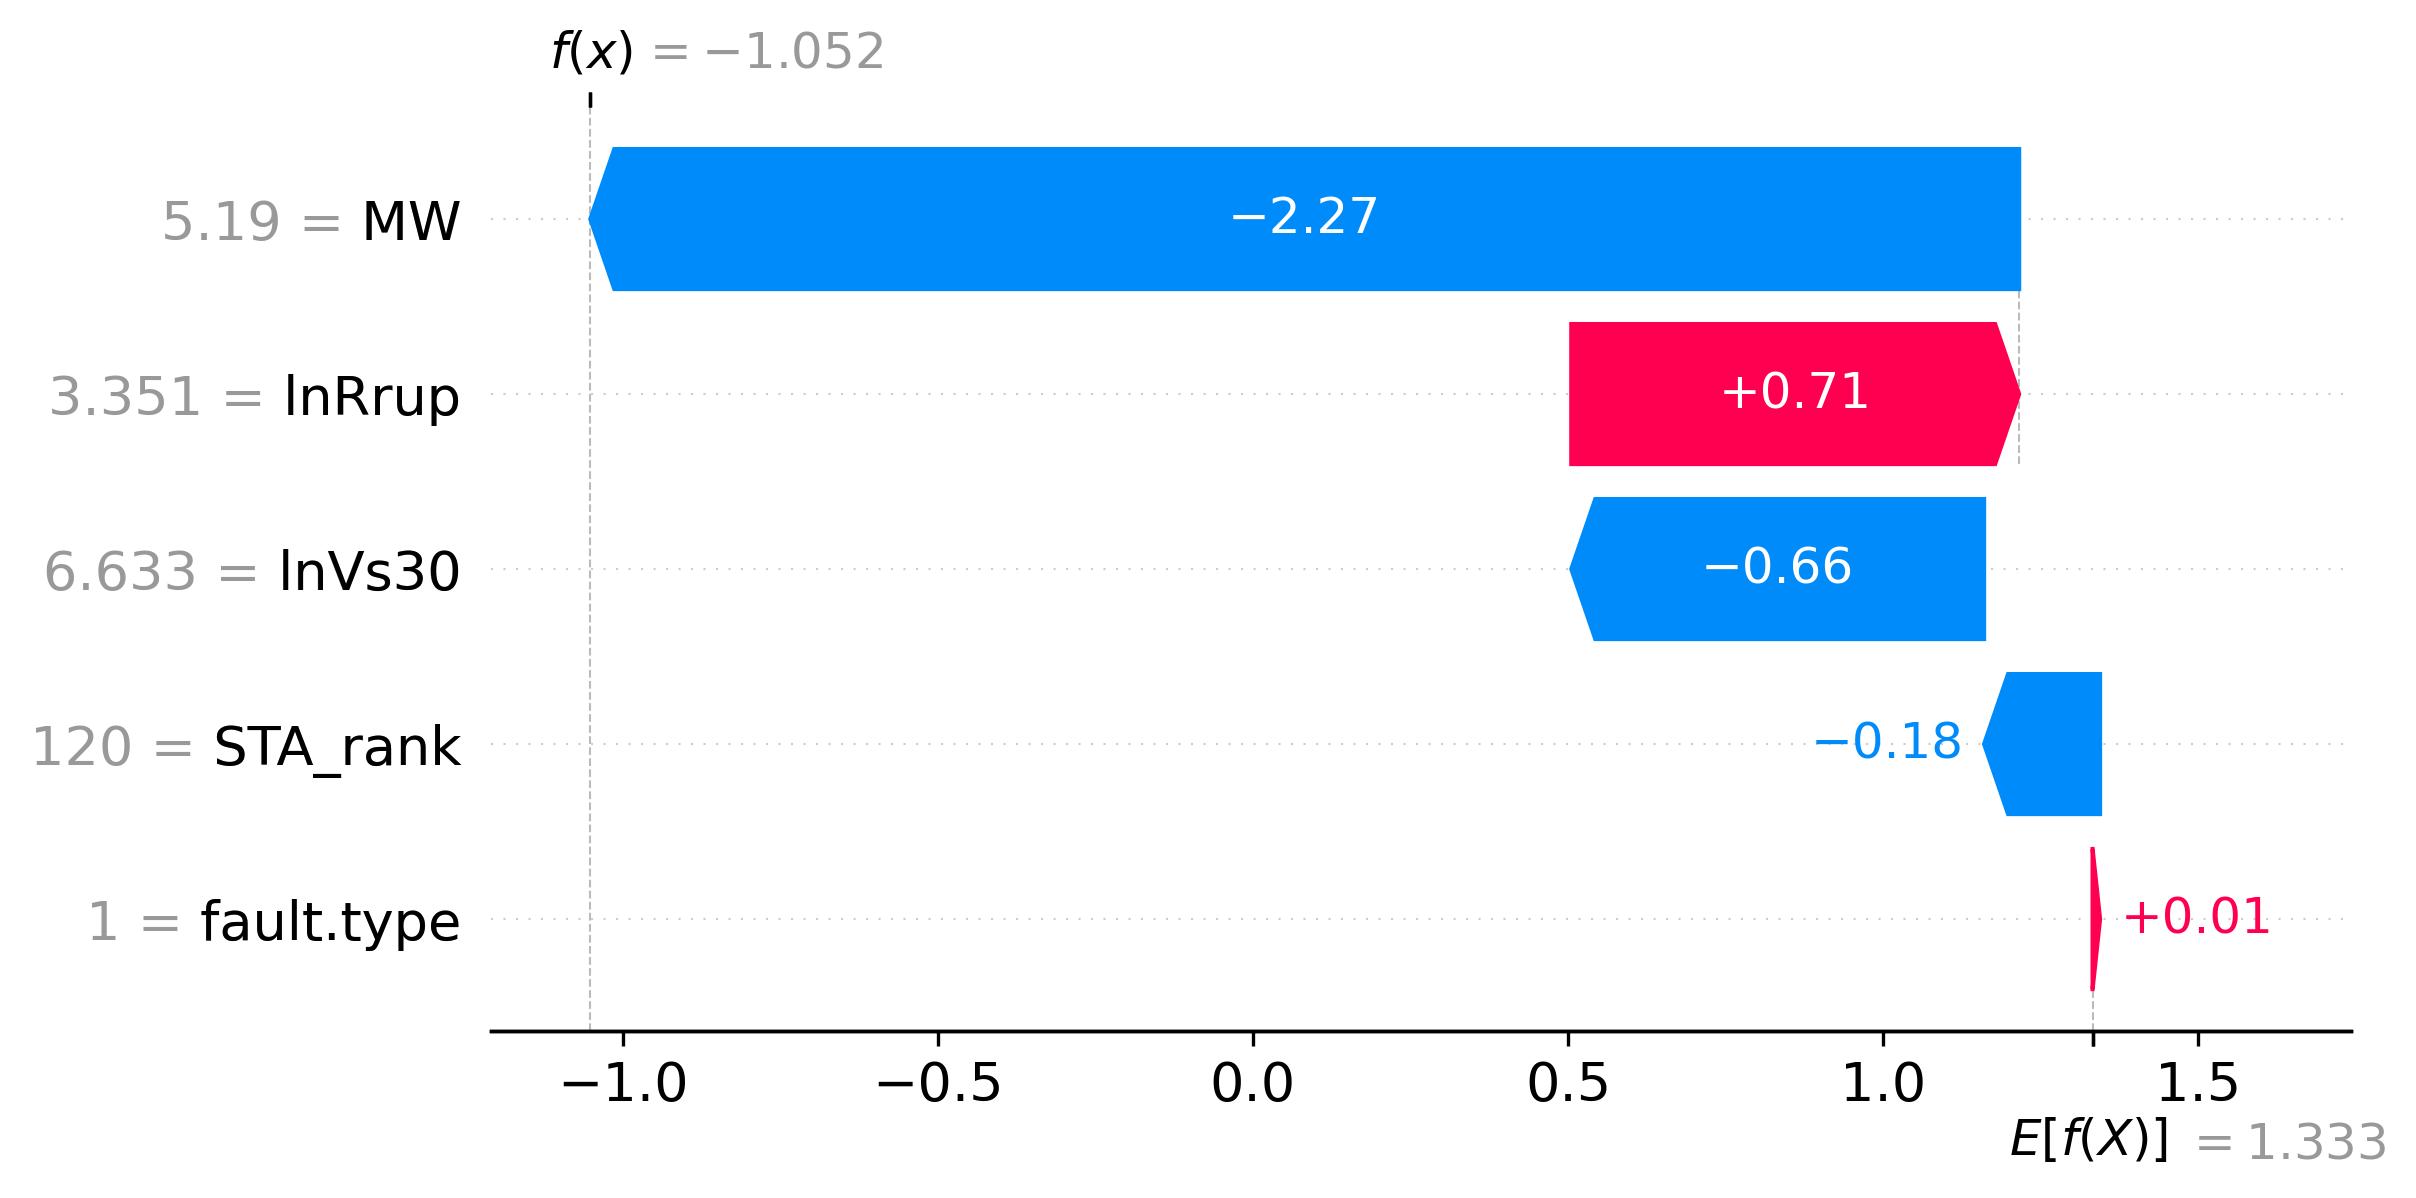 f(x) = −1.052
5.19 = MW
−2.27
3.351 = lnRrup
+0.71
6.633 = lnVs30
−0.66
120 = STA_rank
−0.18
1 = fault.type
+0.01
−1.0 −0.5 0.0 0.5 1.0 1.5
E[f(X)] = 1.333